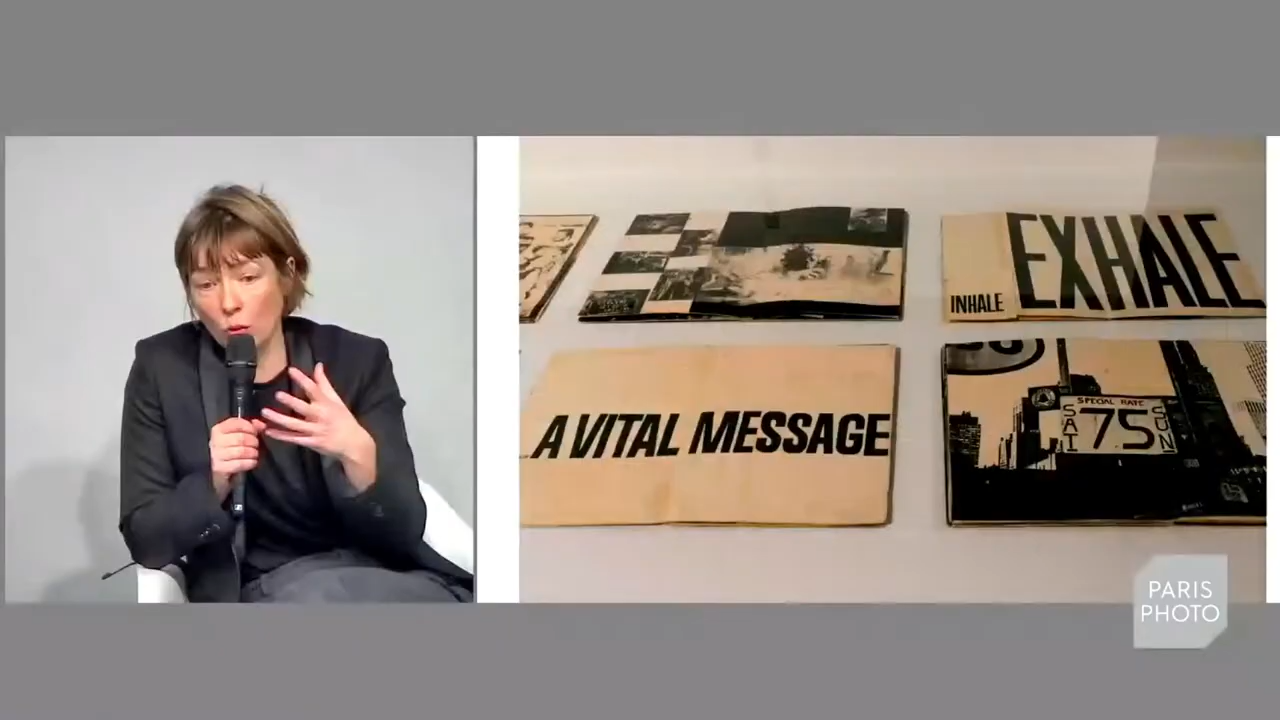 EXHALE
INHALE
A VITAL MESSAGE
SPECIAL RATE
SAT 75 SUN
PARIS
PHOTO